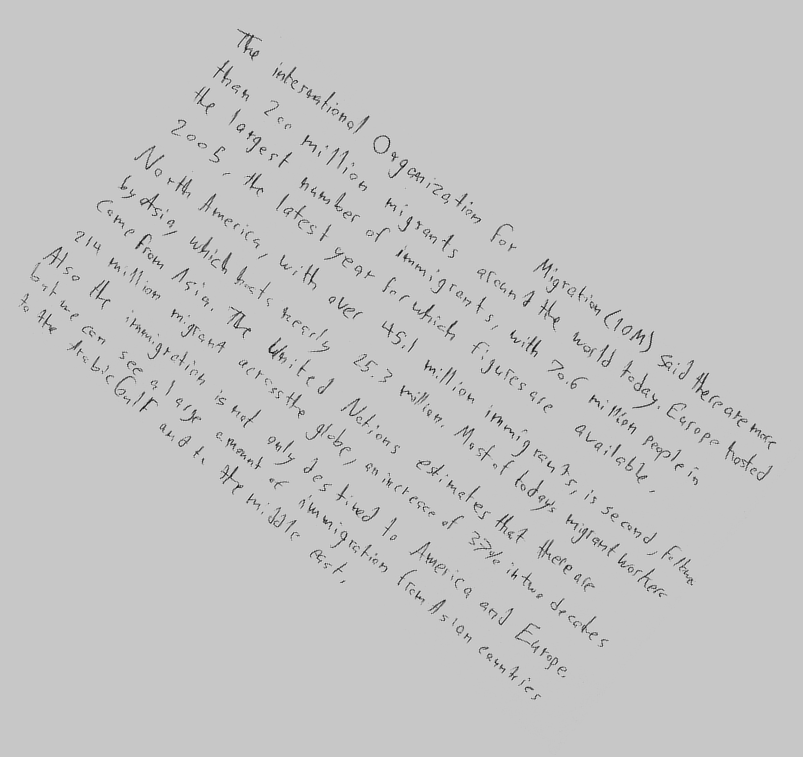 The international Organization for Migration (IOM) said there are more
than 200 million migrants around the world today. Europe hosted
the largest number of immigrants, with 70.6 million people in
2005, the latest year for which figures are available,
North America, with over 45.1 million immigrants, is second, follow
by Asia, which hosts nearly 25.3 million. Most of todays migrant workers
come from Asia. The United Nations estimates that there are
214 million migrant across the globe, an increase of 37% in two decades
Also the immigration is not only destined to America and Europe.
but we can see a large amount of immigration from Asian countries
to the Arabic Gulf and to the middle east.